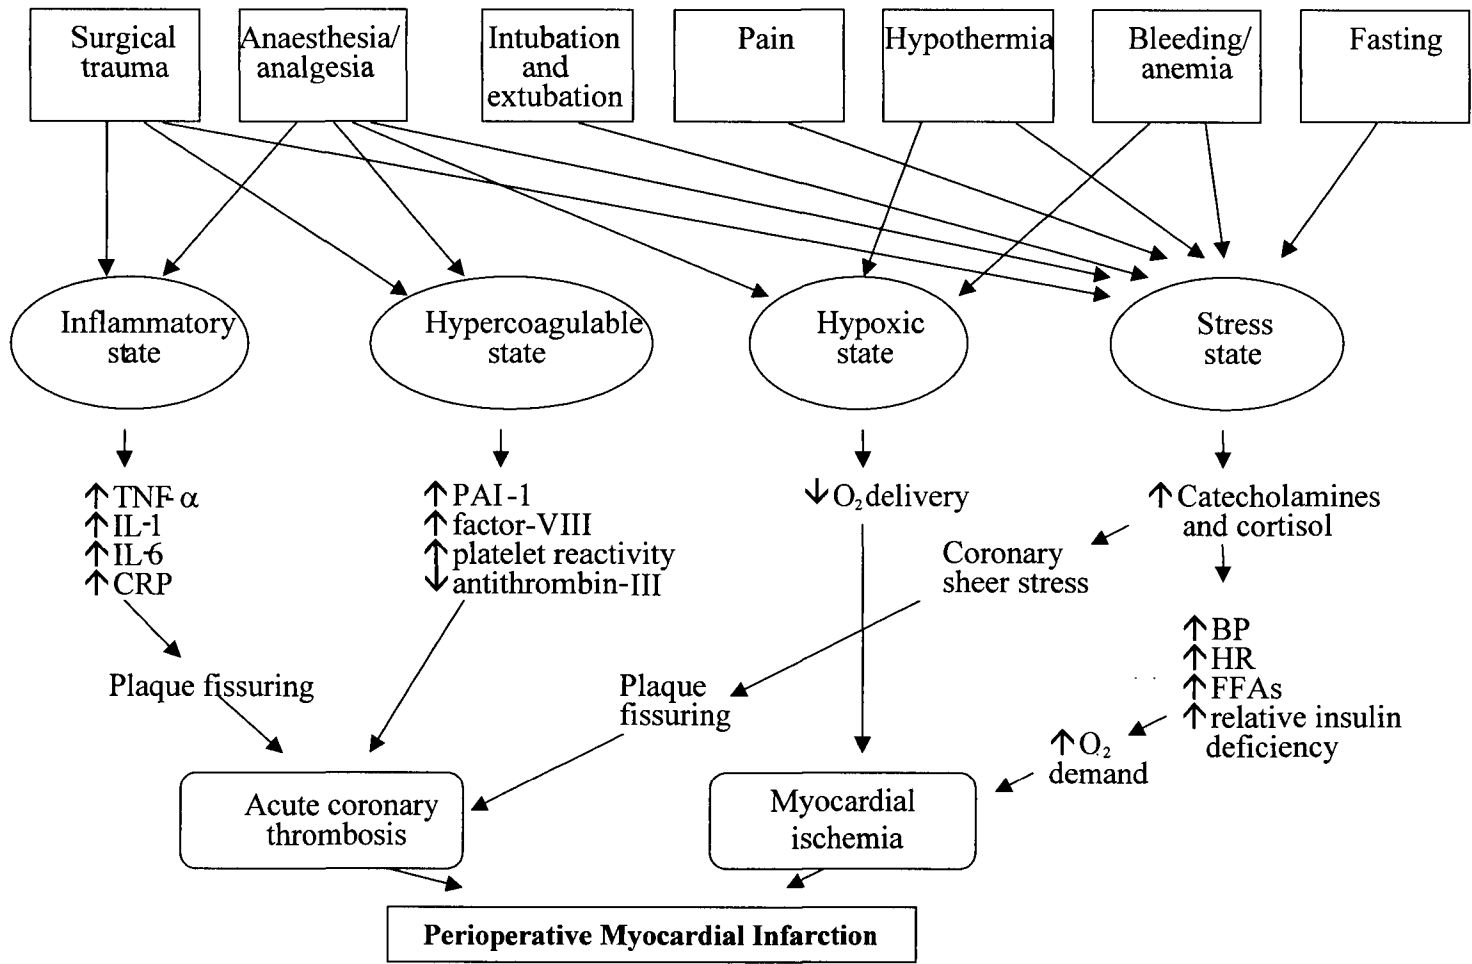 Surgical
trauma
Anaesthesia/
analgesia
Intubation
and
extubation
Pain
Hypothermia
Bleeding/
anemia
Fasting
Inflammatory
state
Hypercoagulable
state
Hypoxic
state
Stress
state
↑ TNF-α
↑ IL-1
↑ IL-6
↑ CRP
↑ PAI-1
↑ factor-VIII
↑ platelet reactivity
↓ antithrombin-III
↓ O₂ delivery
↑ Catecholamines
and cortisol
Coronary
sheer stress
↑ BP
↑ HR
↑ FFAs
↑ relative insulin
deficiency
Plaque fissuring
Plaque
fissuring
↑ O₂
demand
Acute coronary
thrombosis
Myocardial
ischemia
Perioperative Myocardial Infarction